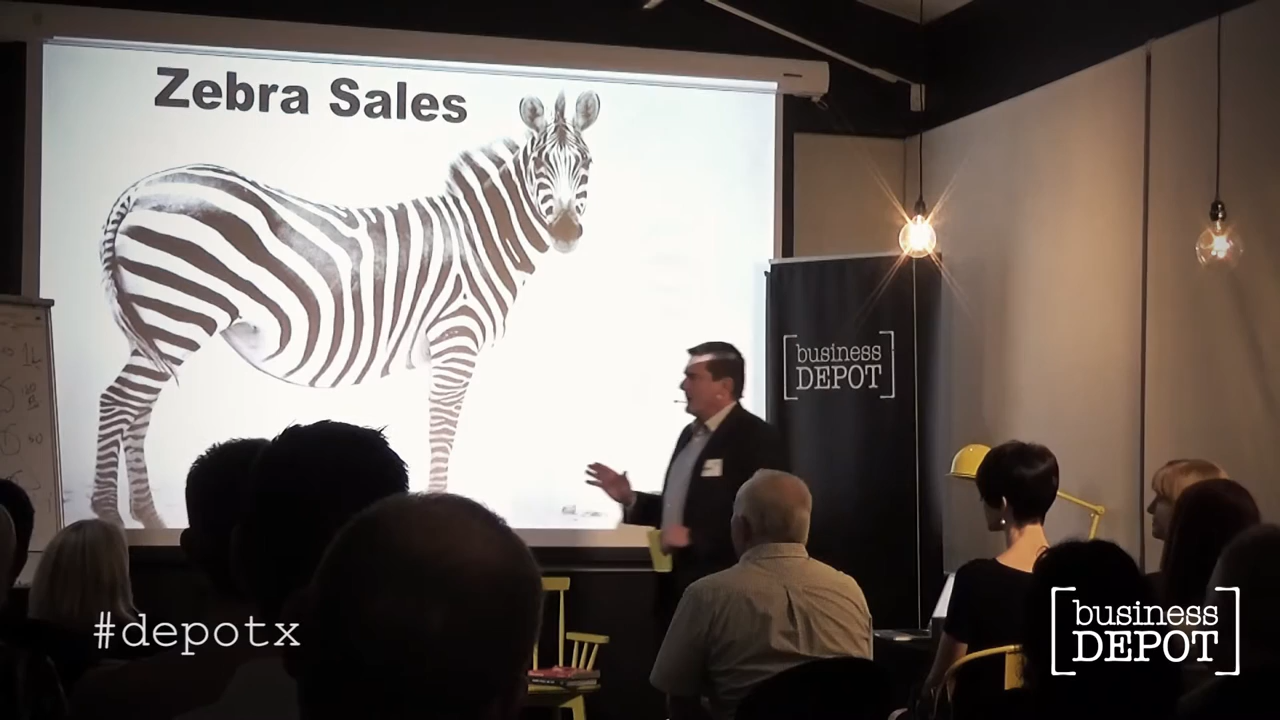 Zebra Sales
[business
DEPOT]
#depotx
[business
DEPOT]